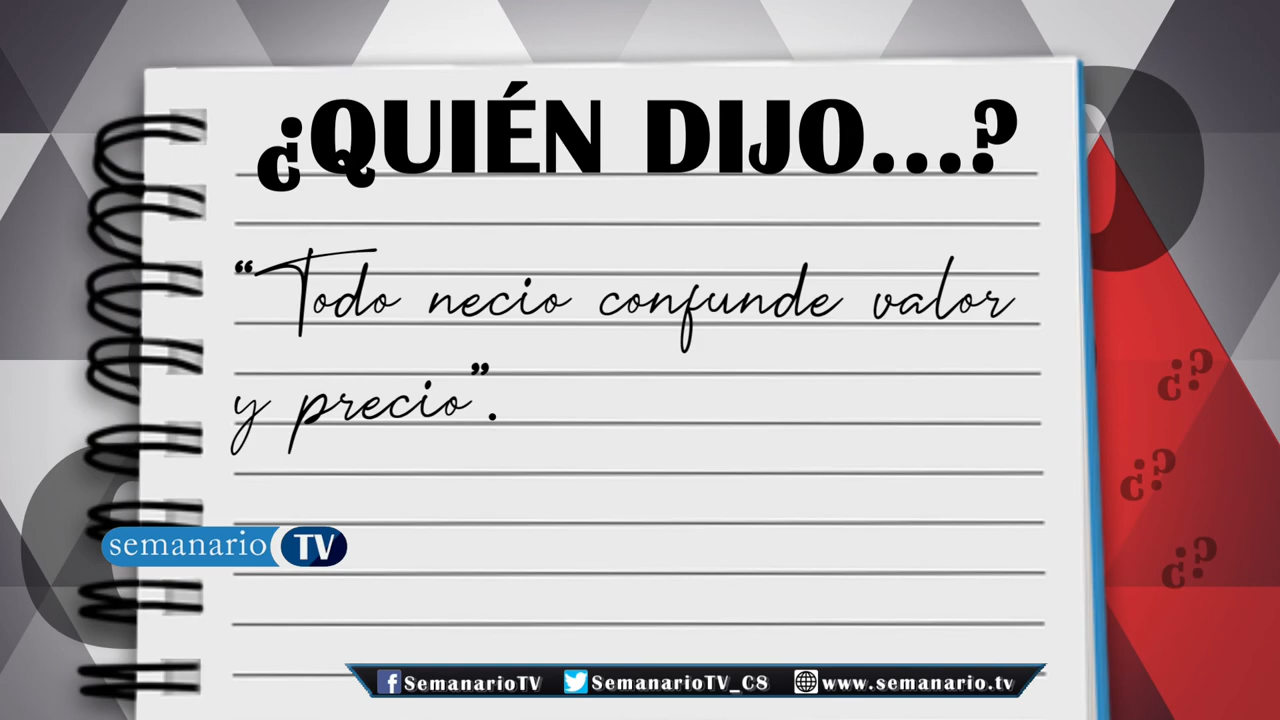 ¿QUIÉN DIJO...?
“Todo necio confunde valor
y precio”.
semanario TV
SemanarioTV SemanarioTV_C8 www.semanario.tv
¿?
¿?
¿?